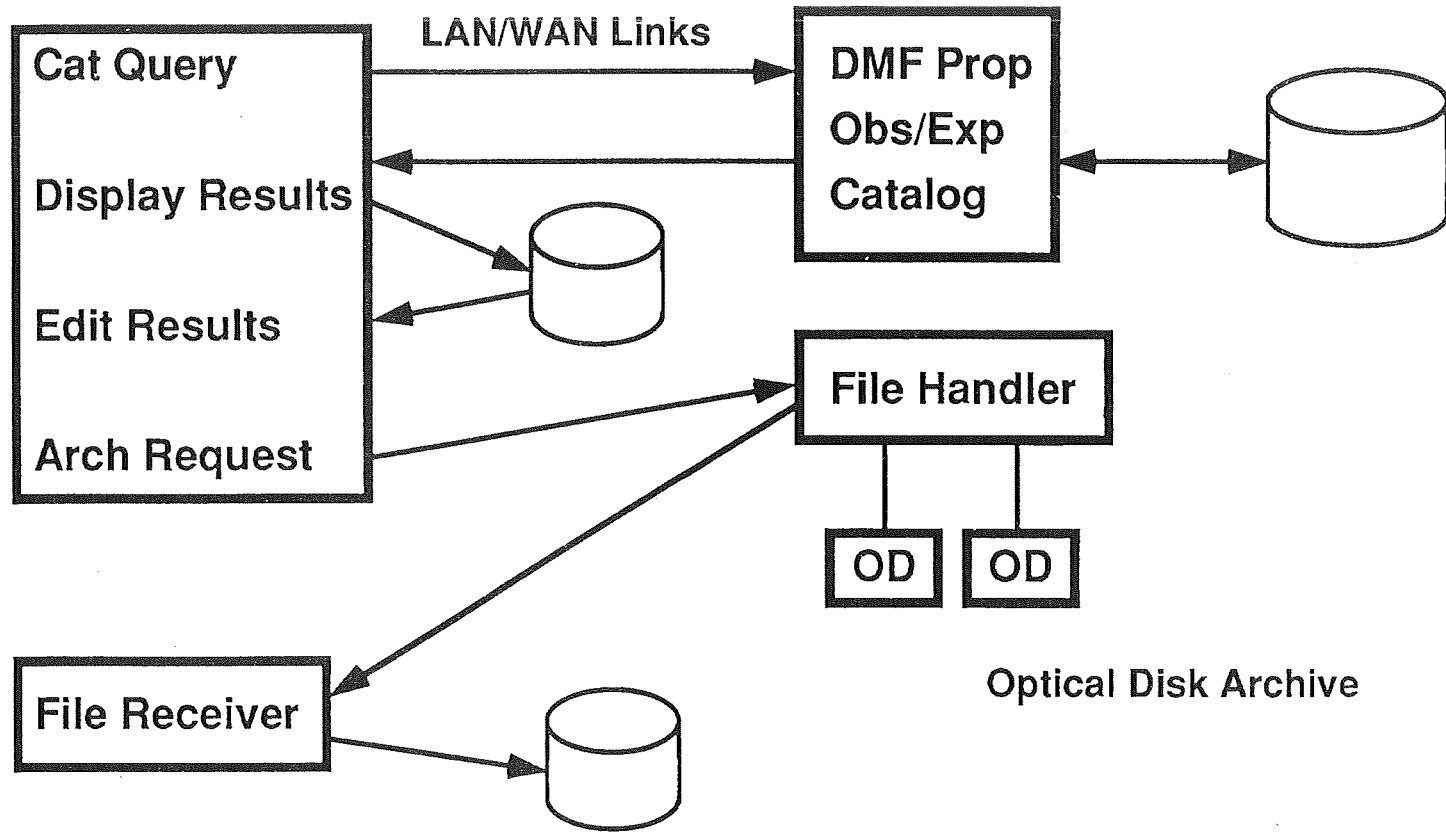 LAN/WAN Links
Cat Query
Display Results
Edit Results
Arch Request
DMF Prop
Obs/Exp
Catalog
File Handler
OD OD
File Receiver
Optical Disk Archive